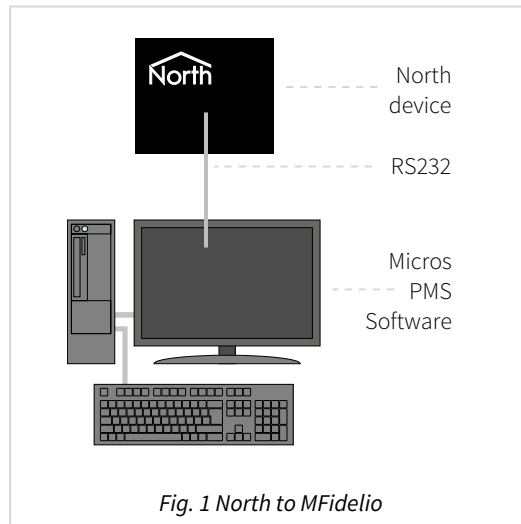 North
North
device
RS232
Micros
PMS
Software
Fig. 1 North to MFidelio